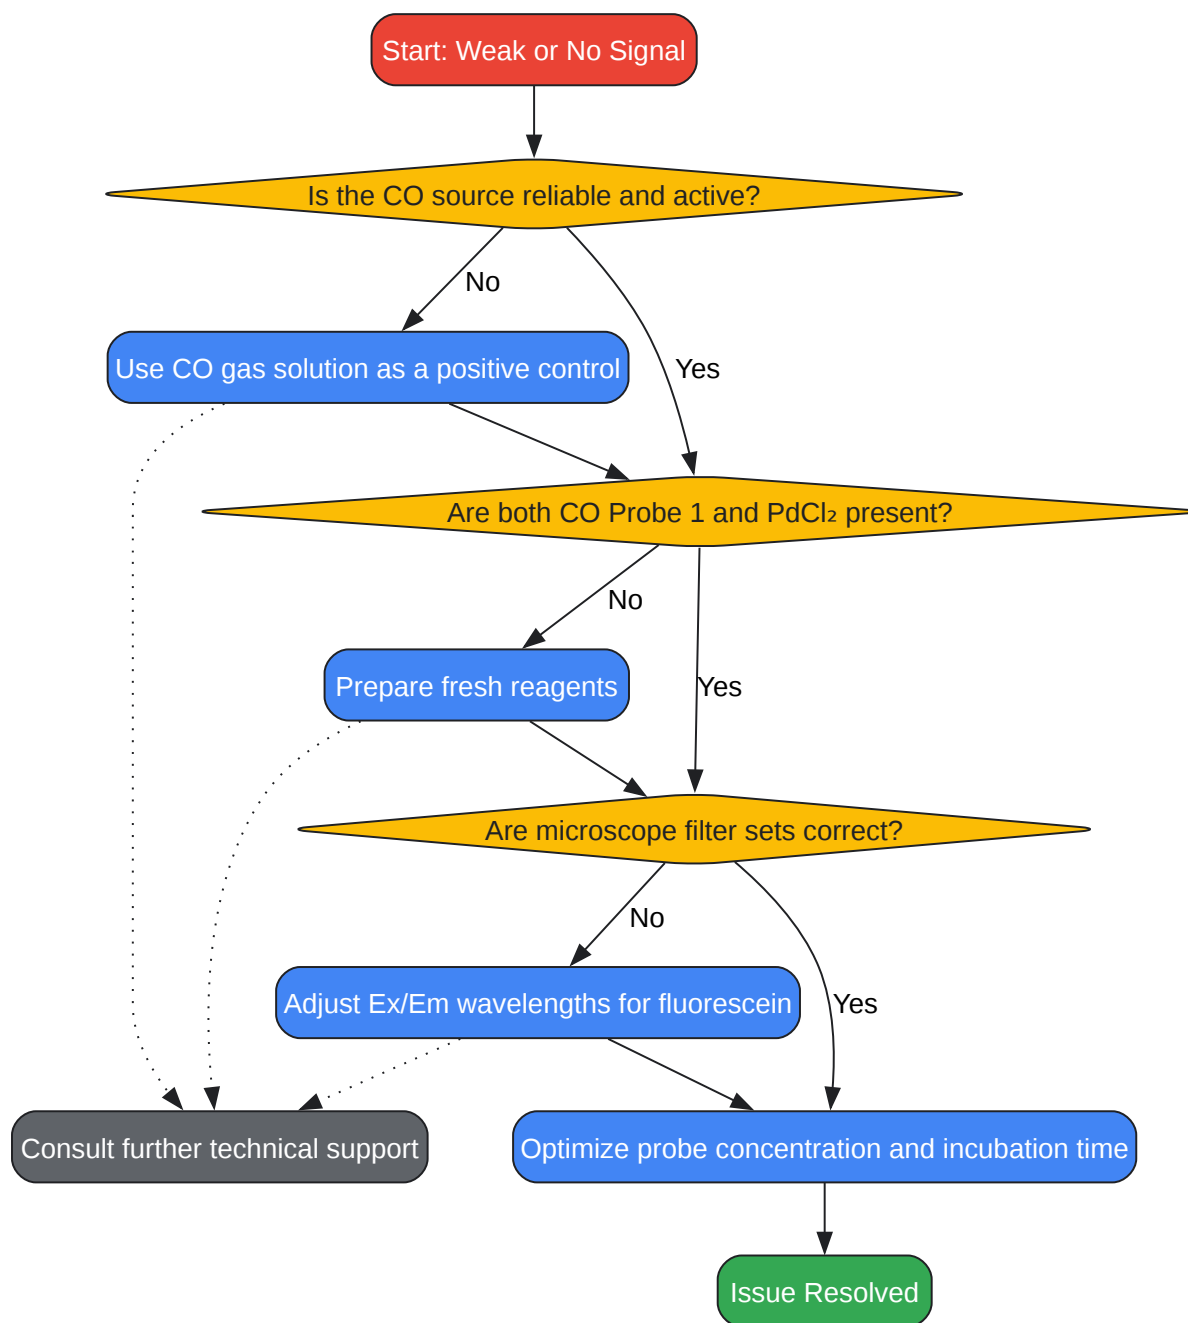 Start: Weak or No Signal
Is the CO source reliable and active?
No
Use CO gas solution as a positive control
Yes
Are both CO Probe 1 and PdCl₂ present?
No
Prepare fresh reagents
Yes
Are microscope filter sets correct?
No
Adjust Ex/Em wavelengths for fluorescein
Yes
Consult further technical support
Optimize probe concentration and incubation time
Issue Resolved